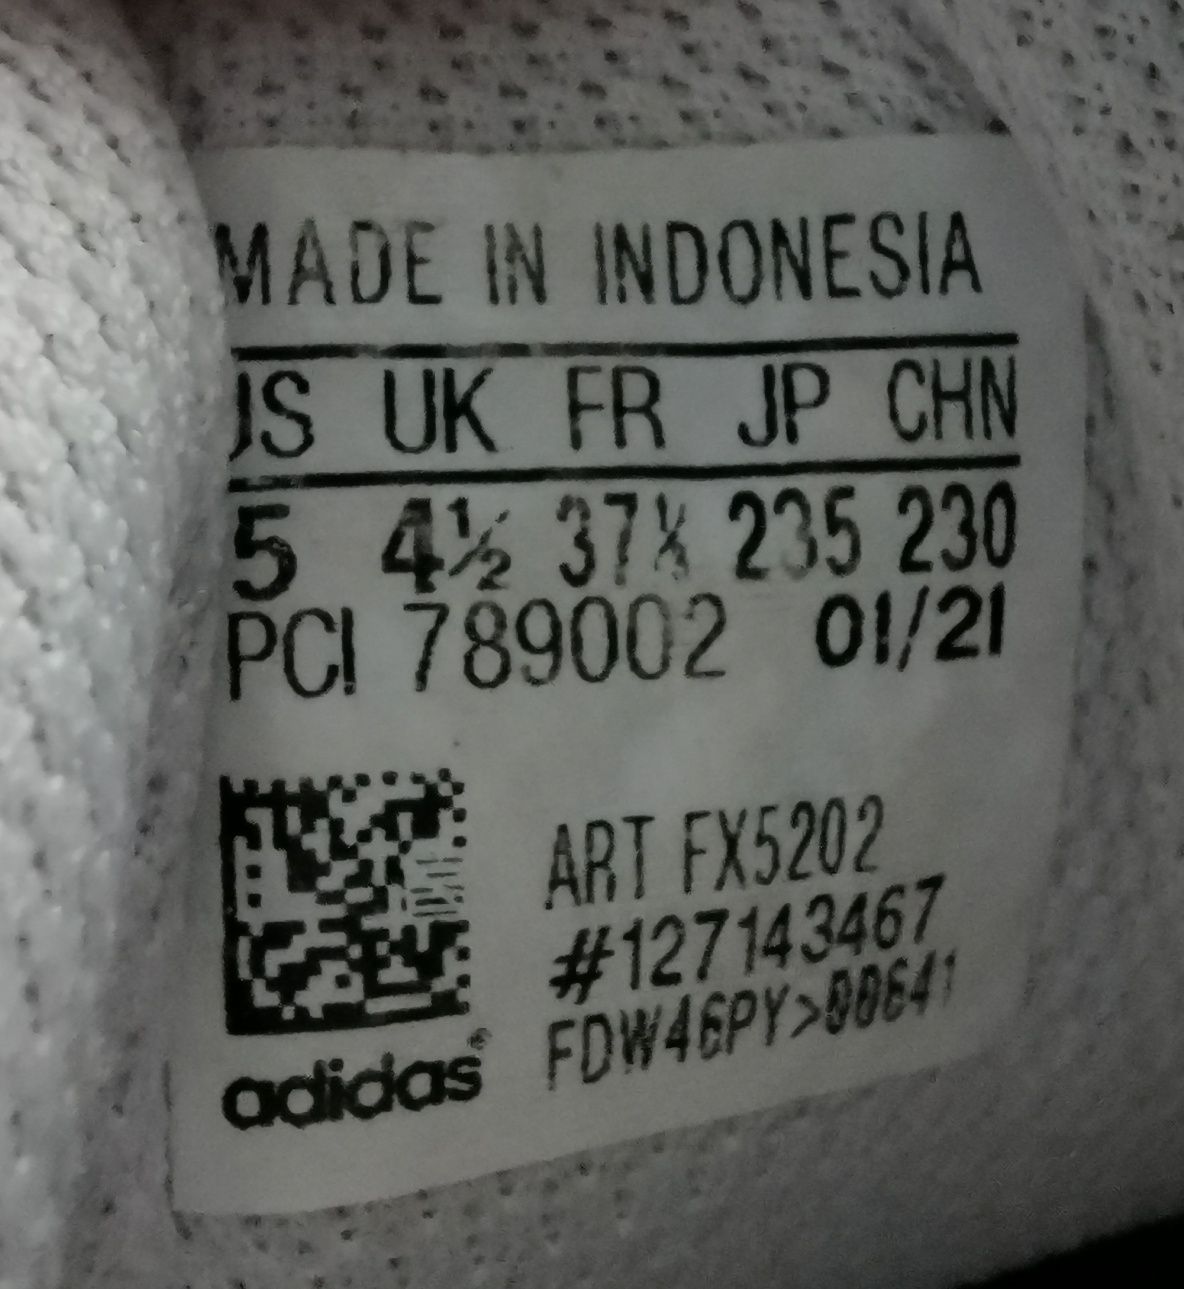 MADE IN INDONESIA
US UK FR JP CHN
5 4½ 37⅓ 235 230
PCI 789002 01/21
ART FX5202
#127143467
FDW46PY>00641
adidas®